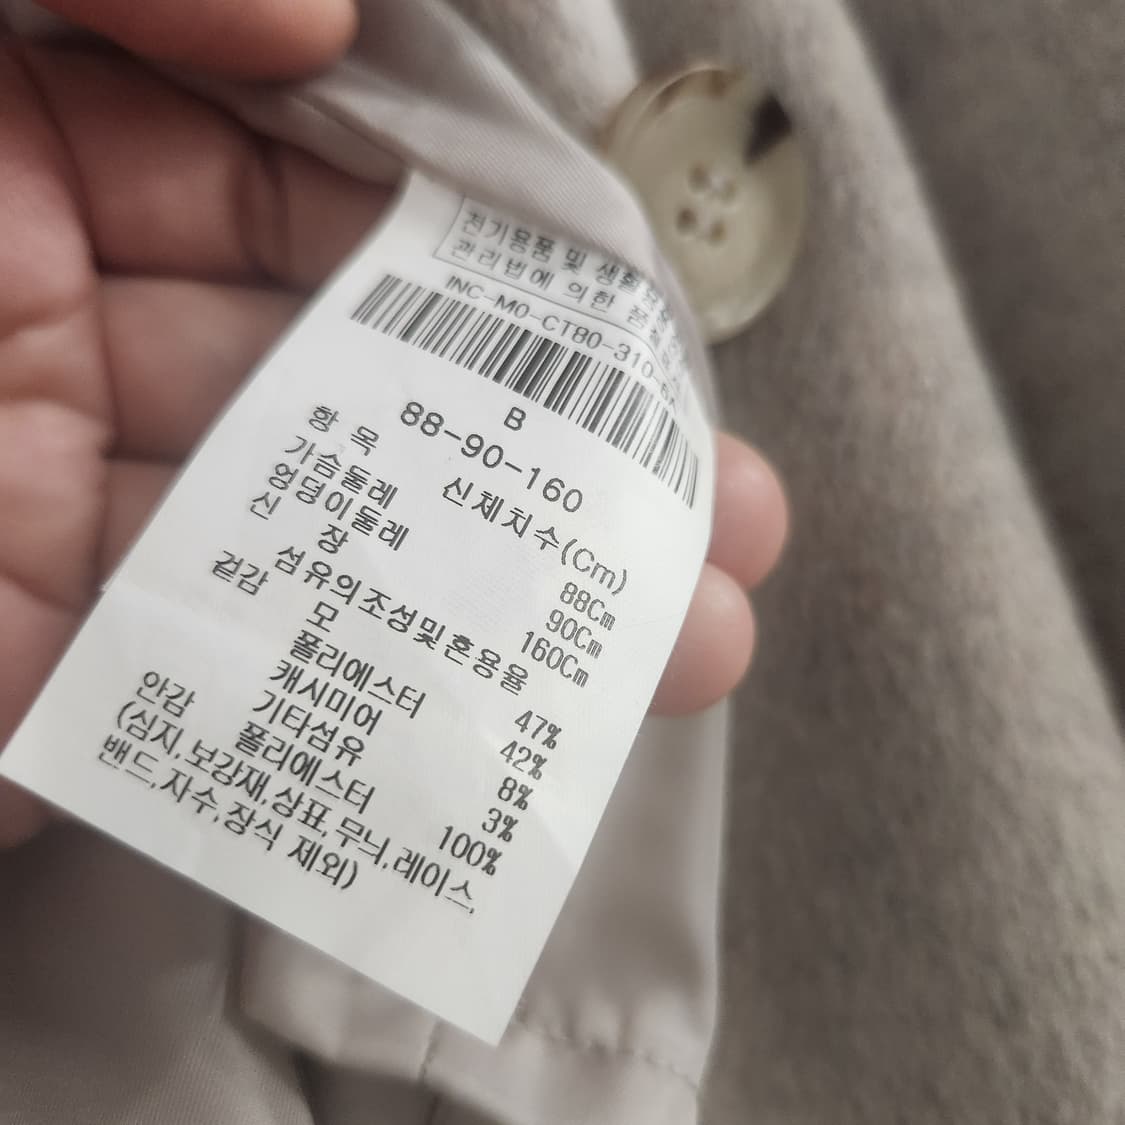 전기용품 및 생활용
관리법에 의한 품
INC-MO-CT80-310-6
B
88-90-160
항 목 신체치수(Cm)
가슴둘레 88Cm
엉덩이둘레 90Cm
신 장 160Cm
섬유의조성및혼용율
겉감 모 47%
폴리에스터 42%
캐시미어 8%
기타섬유 3%
안감 폴리에스터 100%
(심지,보강재,상표,무늬,레이스,
밴드,자수,장식 제외)